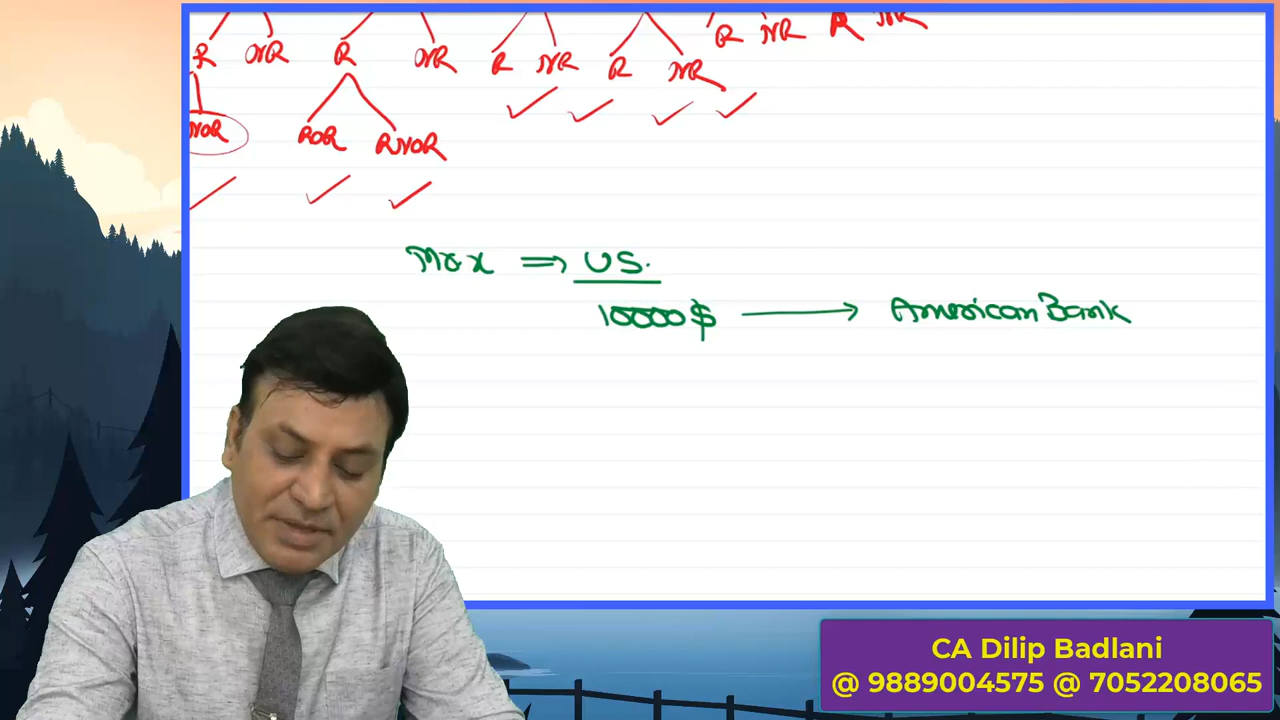 R NR R NR R NR R NR R NR R NR
NOR ROR RNOR
Mr X ⇒ US.
10000 $ → American Bank
CA Dilip Badlani
@ 9889004575 @ 7052208065